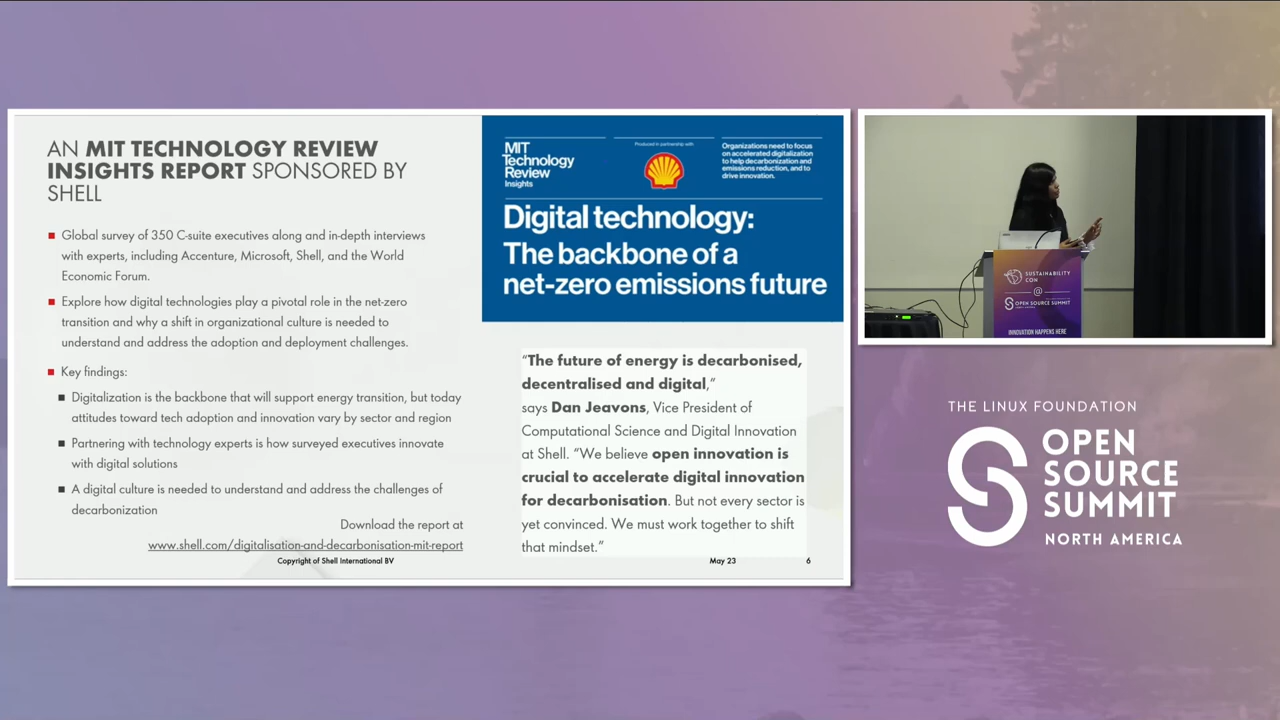 AN MIT TECHNOLOGY REVIEW
INSIGHTS REPORT SPONSORED BY
SHELL
Global survey of 350 C-suite executives along and in-depth interviews
with experts, including Accenture, Microsoft, Shell, and the World
Economic Forum.
Explore how digital technologies play a pivotal role in the net-zero
transition and why a shift in organizational culture is needed to
understand and address the adoption and deployment challenges.
Key findings:
Digitalization is the backbone that will support energy transition, but today
attitudes toward tech adoption and innovation vary by sector and region
Partnering with technology experts is how surveyed executives innovate
with digital solutions
A digital culture is needed to understand and address the challenges of
decarbonization
Download the report at
www.shell.com/digitalisation-and-decarbonisation-mit-report
Copyright of Shell International BV
May 23
6
MIT
Technology
Review
Insights
Produced in partnership with
Organizations need to focus
on accelerated digitalization
to help decarbonization and
emissions reduction, and to
drive innovation.
Digital technology:
The backbone of a
net-zero emissions future
“The future of energy is decarbonised,
decentralised and digital,”
says Dan Jeavons, Vice President of
Computational Science and Digital Innovation
at Shell. “We believe open innovation is
crucial to accelerate digital innovation
for decarbonisation. But not every sector is
yet convinced. We must work together to shift
that mindset.”
SUSTAINABILITY
CON
@
OPEN SOURCE SUMMIT
INNOVATION HAPPENS HERE
THE LINUX FOUNDATION
OPEN
SOURCE
SUMMIT
NORTH AMERICA